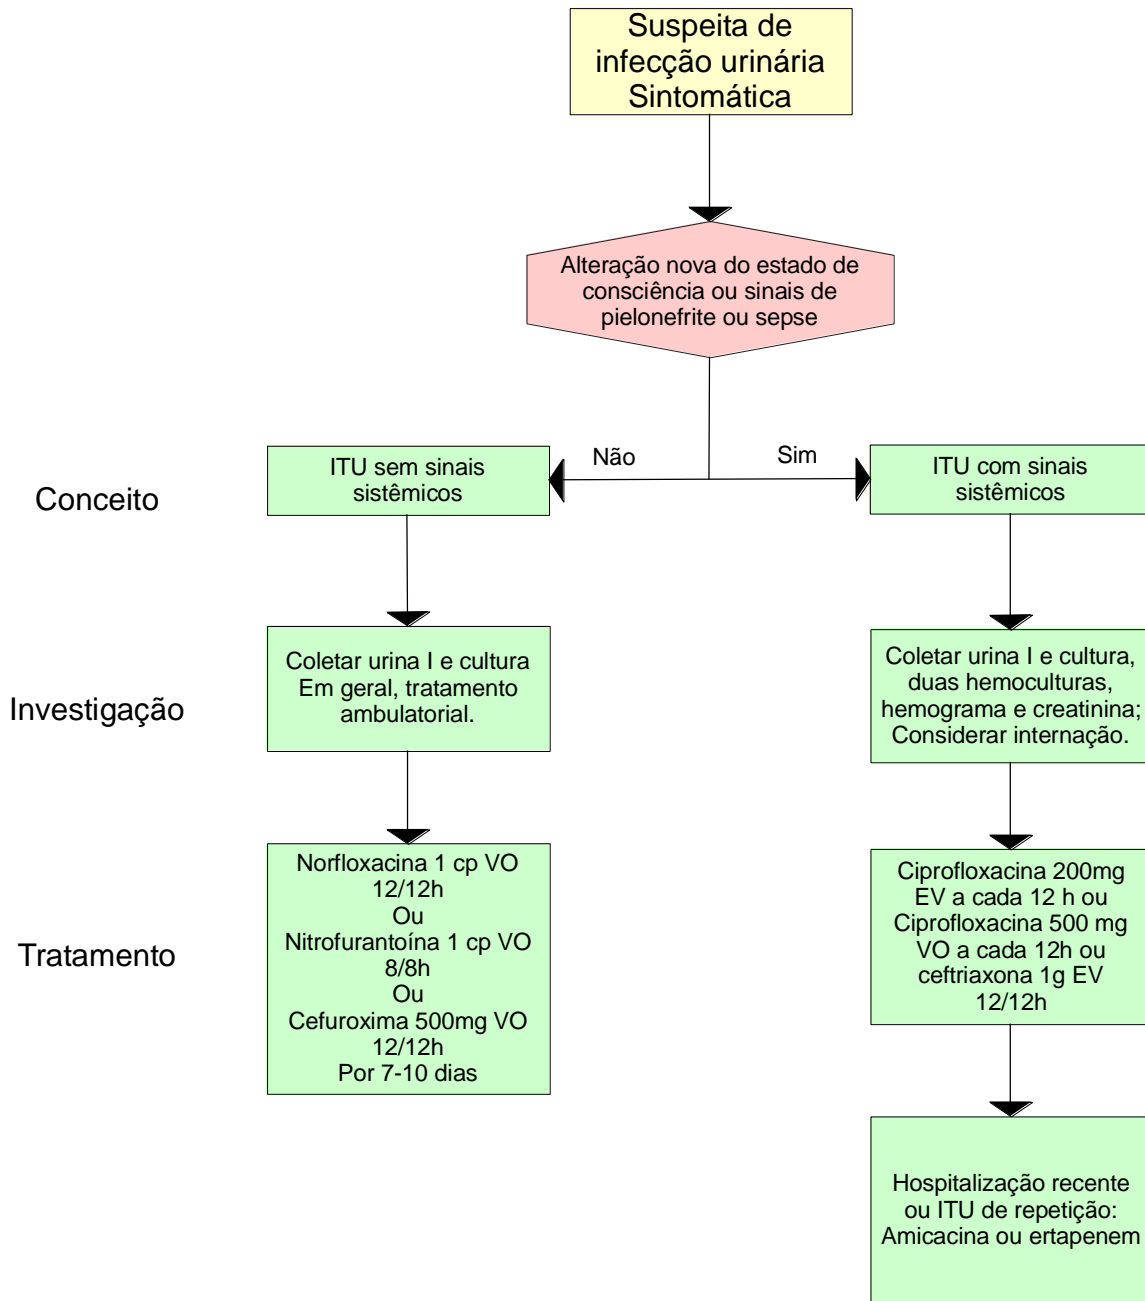 Suspeita de
infecção urinária
Sintomática
Alteração nova do estado de
consciência ou sinais de
pielonefrite ou sepse
Não
Sim
Conceito
ITU sem sinais
sistêmicos
ITU com sinais
sistêmicos
Investigação
Coletar urina I e cultura
Em geral, tratamento
ambulatorial.
Coletar urina I e cultura,
duas hemoculturas,
hemograma e creatinina;
Considerar internação.
Tratamento
Norfloxacina 1 cp VO
12/12h
Ou
Nitrofurantoína 1 cp VO
8/8h
Ou
Cefuroxima 500mg VO
12/12h
Por 7-10 dias
Ciprofloxacina 200mg
EV a cada 12 h ou
Ciprofloxacina 500 mg
VO a cada 12h ou
ceftriaxona 1g EV
12/12h
Hospitalização recente
ou ITU de repetição:
Amicacina ou ertapenem